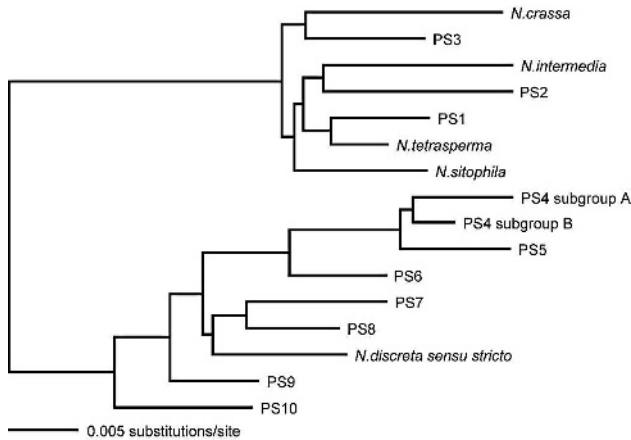 N.crassa
PS3
N.intermedia
PS2
PS1
N.tetrasperma
N.sitophila
PS4 subgroup A
PS4 subgroup B
PS5
PS6
PS7
PS8
N.discreta sensu stricto
PS9
PS10
0.005 substitutions/site